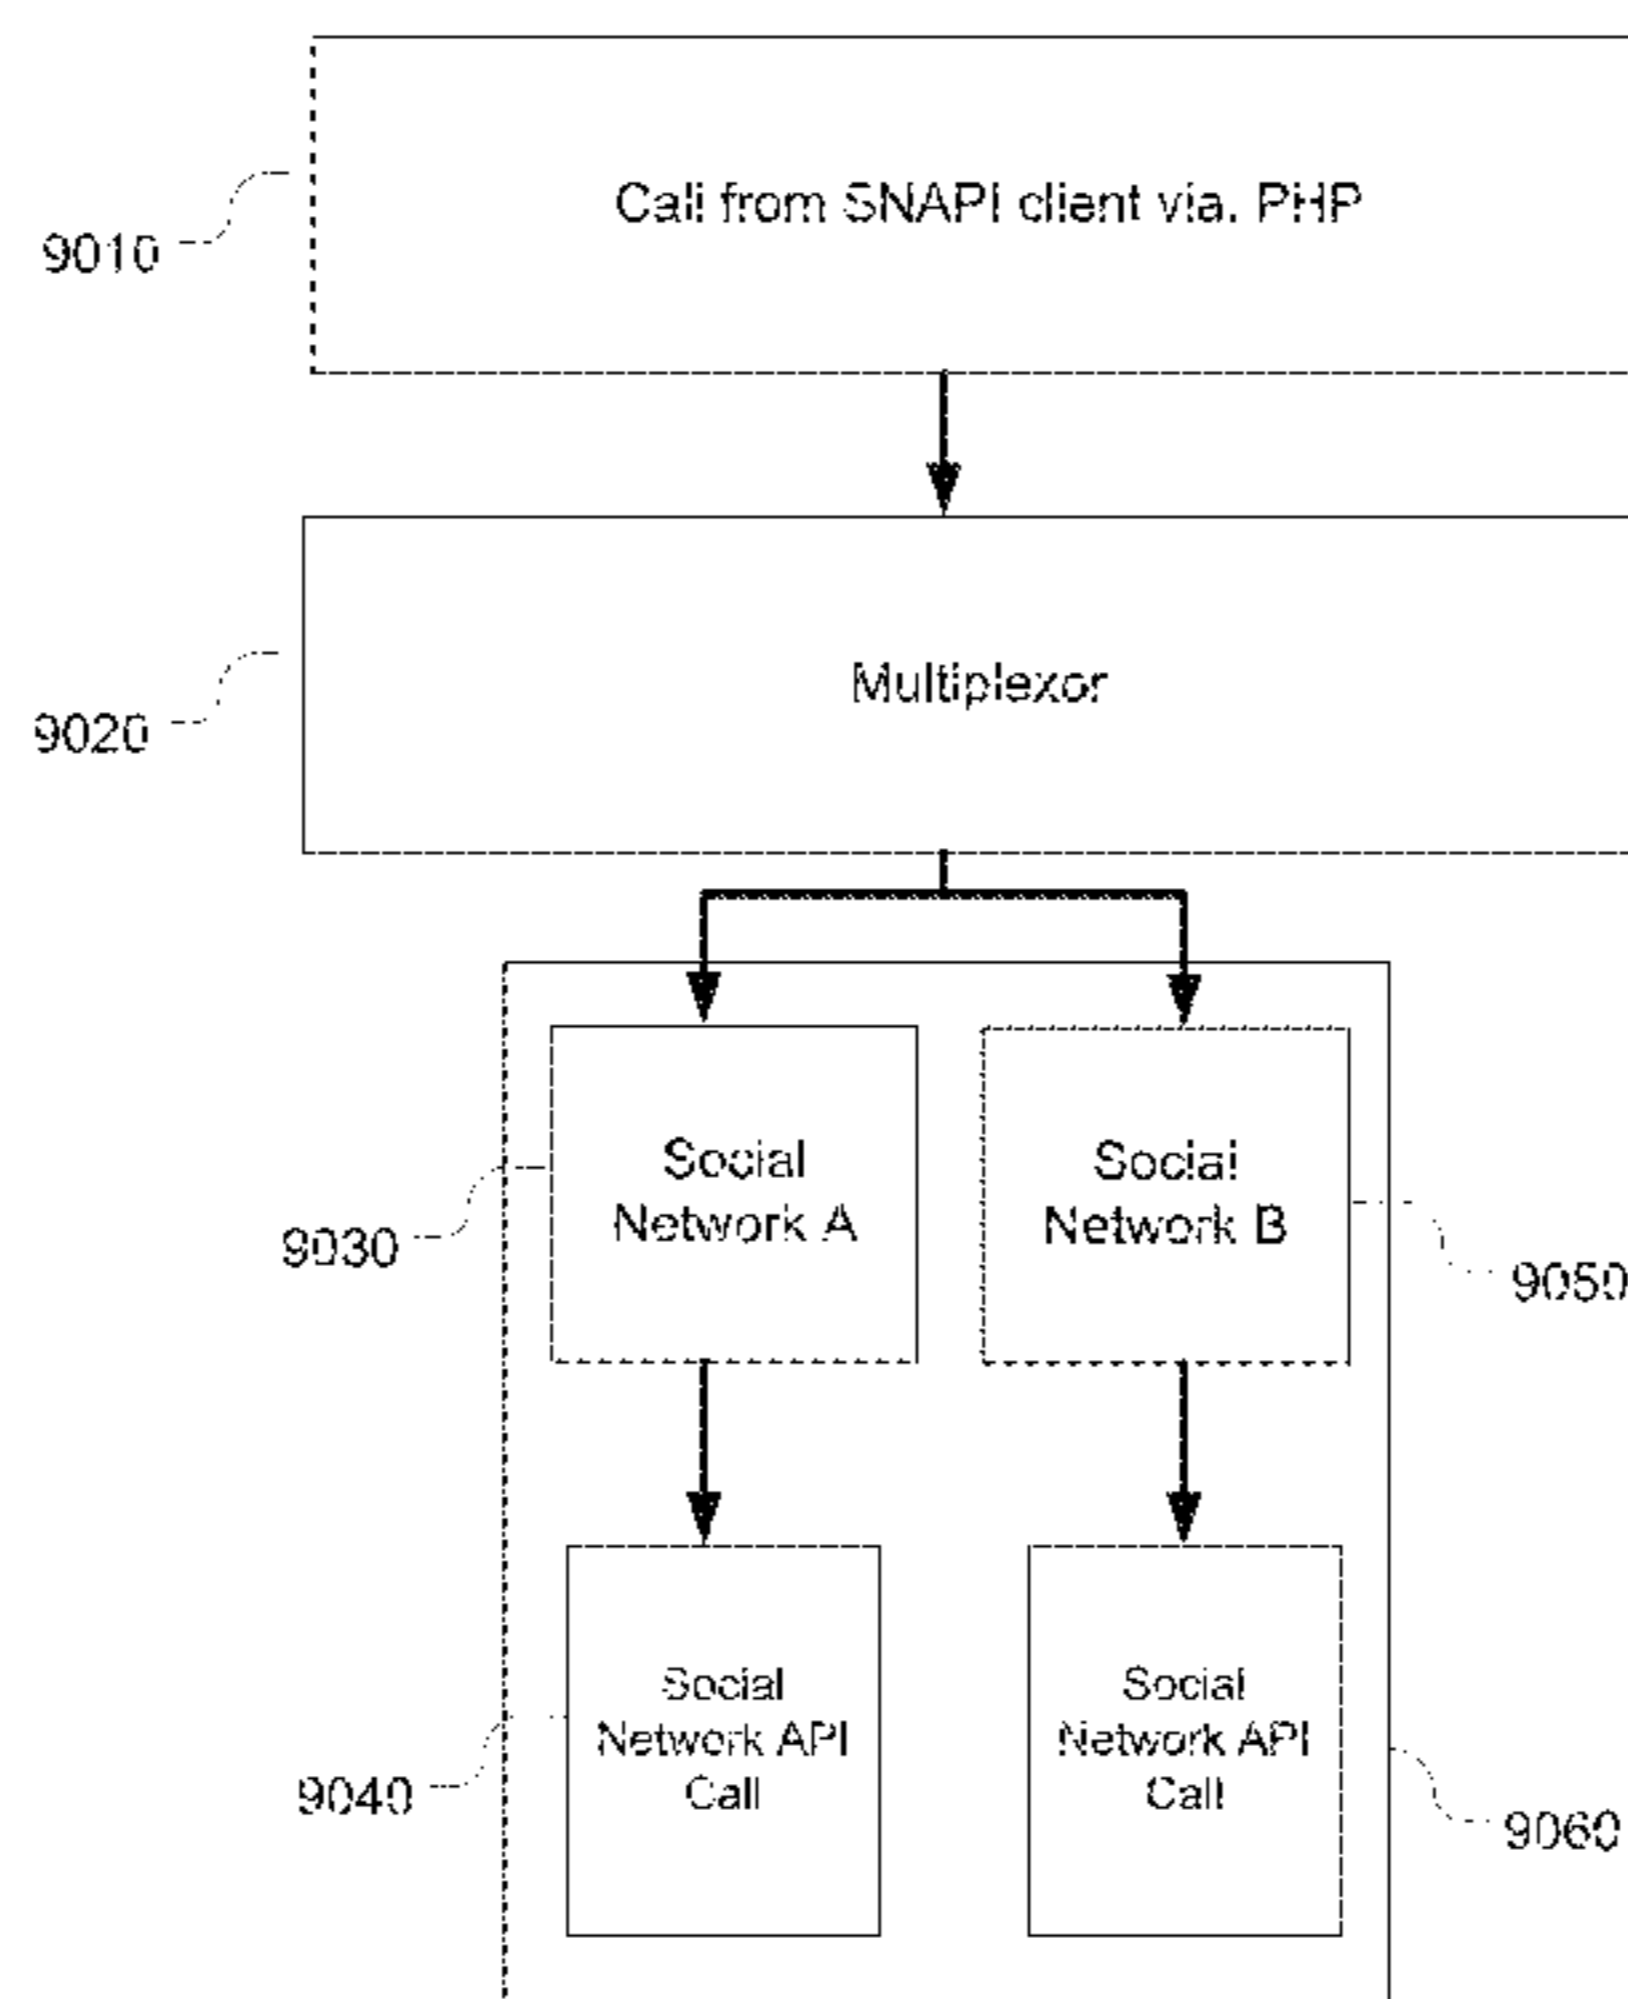 Call from SNAPI client via. PHP
9010
Multiplexor
9020
Social
Network A
Social
Network B
9030
9050
Social
Network API
Call
Social
Network API
Call
9040
9060